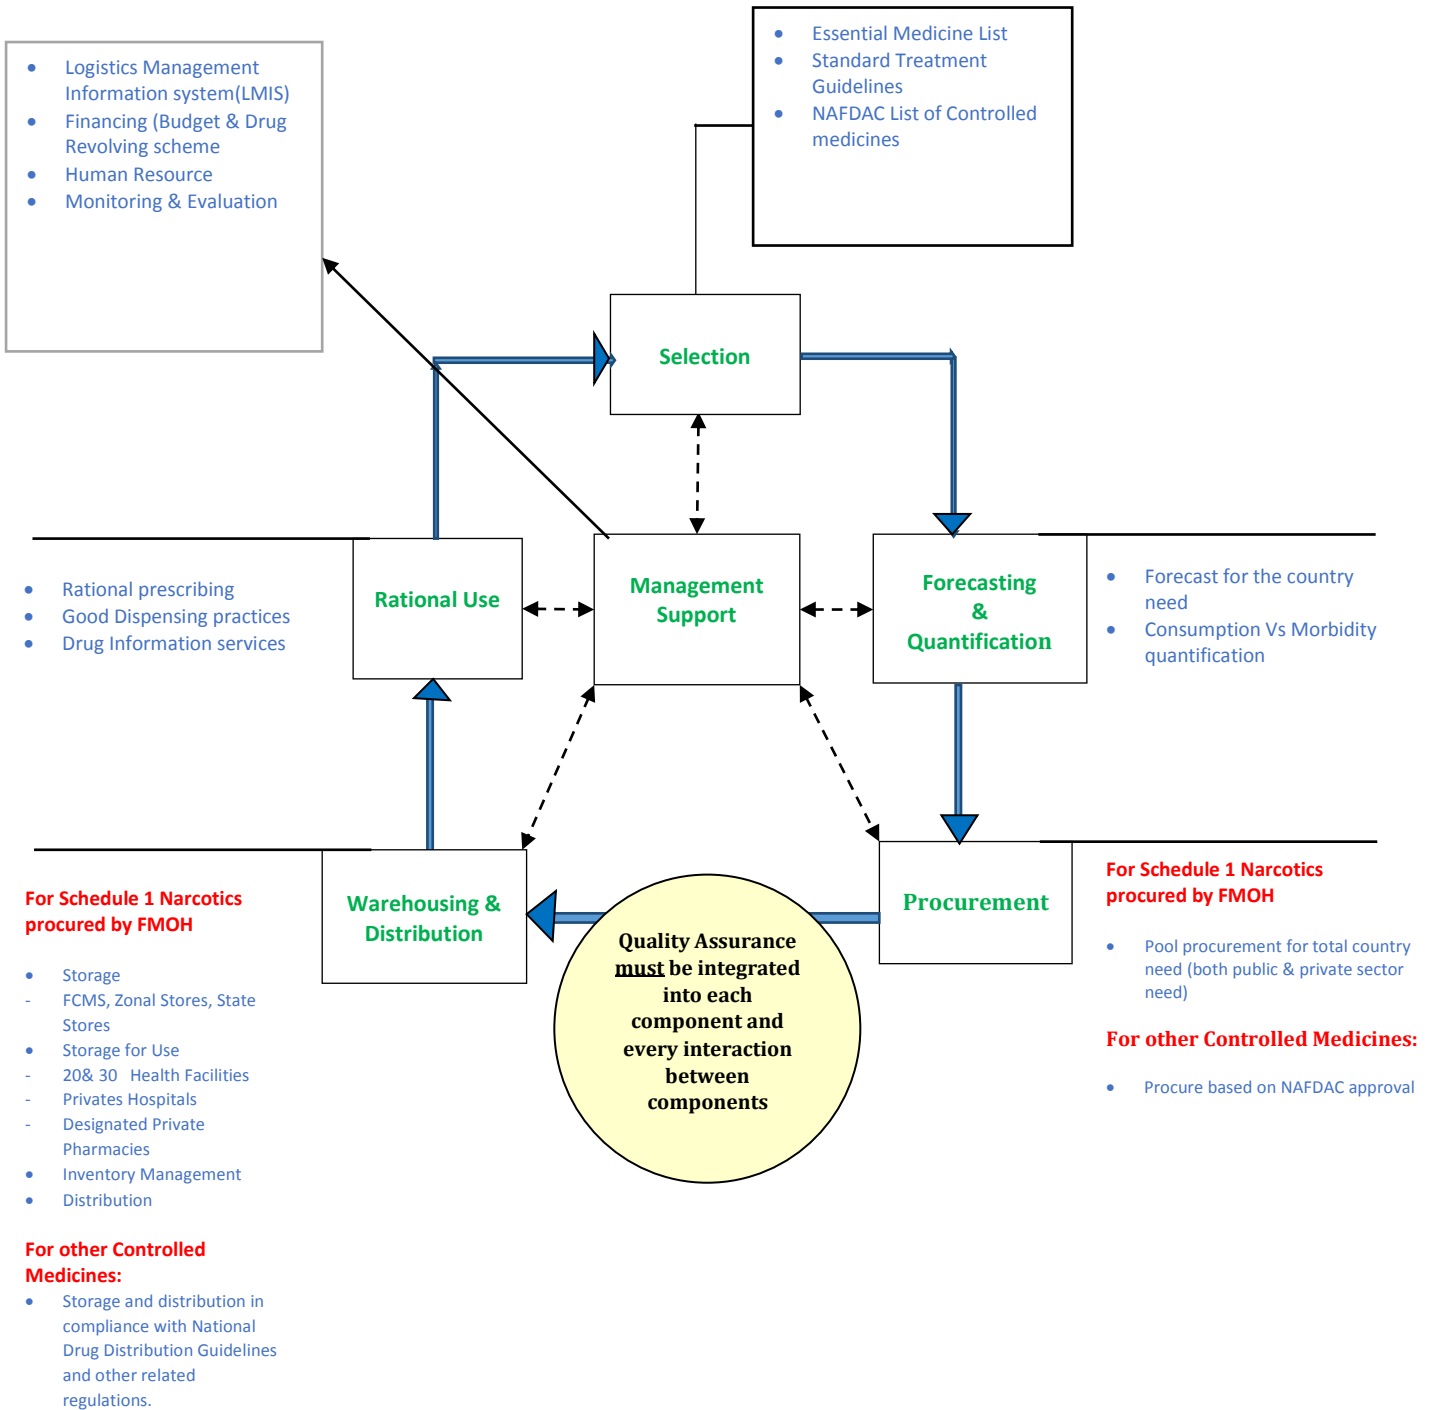 • Logistics Management
Information system(LMIS)
• Financing (Budget & Drug
Revolving scheme
• Human Resource
• Monitoring & Evaluation
• Essential Medicine List
• Standard Treatment
Guidelines
• NAFDAC List of Controlled
medicines
Selection
• Rational prescribing
• Good Dispensing practices
• Drug Information services
Rational Use
Management
Support
Forecasting
&
Quantification
• Forecast for the country
need
• Consumption Vs Morbidity
quantification
For Schedule 1 Narcotics
procured by FMOH
• Storage
- FCMS, Zonal Stores, State
Stores
• Storage for Use
- 20& 30 Health Facilities
- Privates Hospitals
- Designated Private
Pharmacies
• Inventory Management
• Distribution
For other Controlled
Medicines:
• Storage and distribution in
compliance with National
Drug Distribution Guidelines
and other related
regulations.
Warehousing &
Distribution
Quality Assurance
must be integrated
into each
component and
every interaction
between
components
Procurement
For Schedule 1 Narcotics
procured by FMOH
• Pool procurement for total country
need (both public & private sector
need)
For other Controlled Medicines:
• Procure based on NAFDAC approval